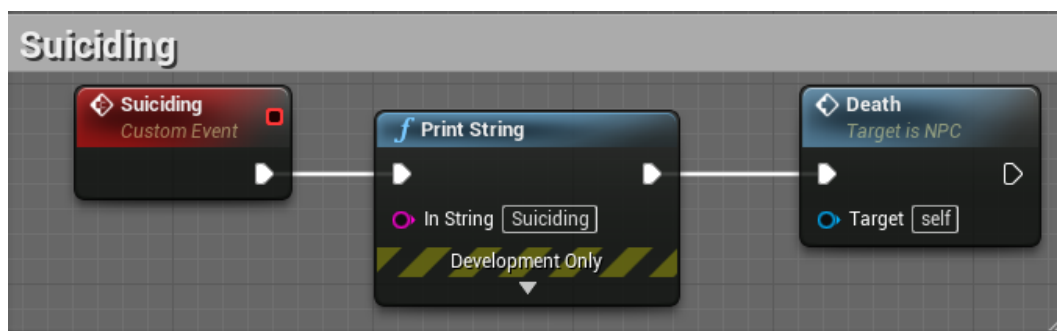 Suiciding
Suiciding
Custom Event
f Print String
In String Suiciding
Development Only
Death
Target is NPC
Target self